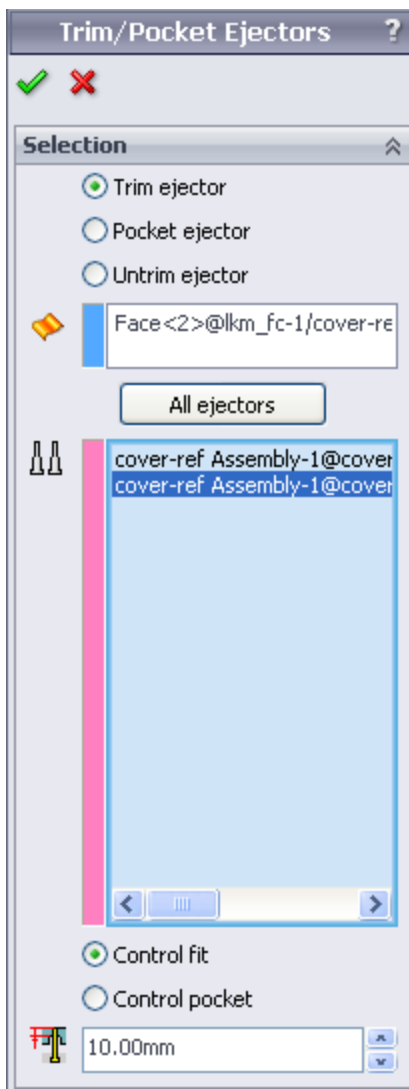 Trim/Pocket Ejectors ?
Selection
Trim ejector
Pocket ejector
Untrim ejector
Face<2>@lkm_fc-1/cover-re
All ejectors
cover-ref Assembly-1@cover
cover-ref Assembly-1@cover
Control fit
Control pocket
10.00mm